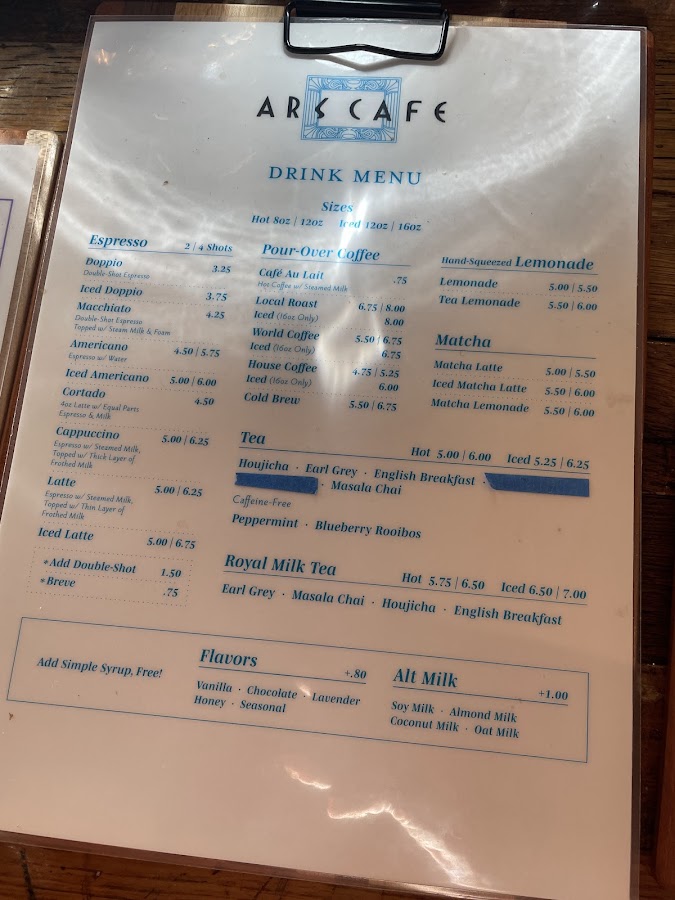 ARS CAFE
DRINK MENU
Sizes
Hot 8oz | 12oz Iced 12oz | 16oz
Espresso 2 | 4 Shots
Doppio 3.25
Double-Shot Espresso
Iced Doppio 3.75
Macchiato 4.25
Double-Shot Espresso
Topped w/ Steam Milk & Foam
Americano 4.50 | 5.75
Espresso w/ Water
Iced Americano 5.00 | 6.00
Cortado 4.50
4oz Latte w/ Equal Parts
Espresso & Milk
Cappuccino 5.00 | 6.25
Espresso w/ Steamed Milk,
Topped w/ Thick Layer of
Frothed Milk
Latte 5.00 | 6.25
Espresso w/ Steamed Milk,
Topped w/ Thin Layer of
Frothed Milk
Iced Latte 5.00 | 6.75
*Add Double-Shot 1.50
*Breve .75
Pour-Over Coffee
Café Au Lait .75
Hot Coffee w/ Steamed Milk
Local Roast 6.75 | 8.00
Iced (16oz Only) 8.00
World Coffee 5.50 | 6.75
Iced (16oz Only) 6.75
House Coffee 4.75 | 5.25
Iced (16oz Only) 6.00
Cold Brew 5.50 | 6.75
Hand-Squeezed Lemonade
Lemonade 5.00 | 5.50
Tea Lemonade 5.50 | 6.00
Matcha
Matcha Latte 5.00 | 5.50
Iced Matcha Latte 5.50 | 6.00
Matcha Lemonade 5.50 | 6.00
Tea Hot 5.00 | 6.00 Iced 5.25 | 6.25
Houjicha · Earl Grey · English Breakfast ·
· Masala Chai
Caffeine-Free
Peppermint · Blueberry Rooibos
Royal Milk Tea Hot 5.75 | 6.50 Iced 6.50 | 7.00
Earl Grey · Masala Chai · Houjicha · English Breakfast
Add Simple Syrup, Free!
Flavors +.80
Vanilla · Chocolate · Lavender
Honey · Seasonal
Alt Milk +1.00
Soy Milk · Almond Milk
Coconut Milk · Oat Milk